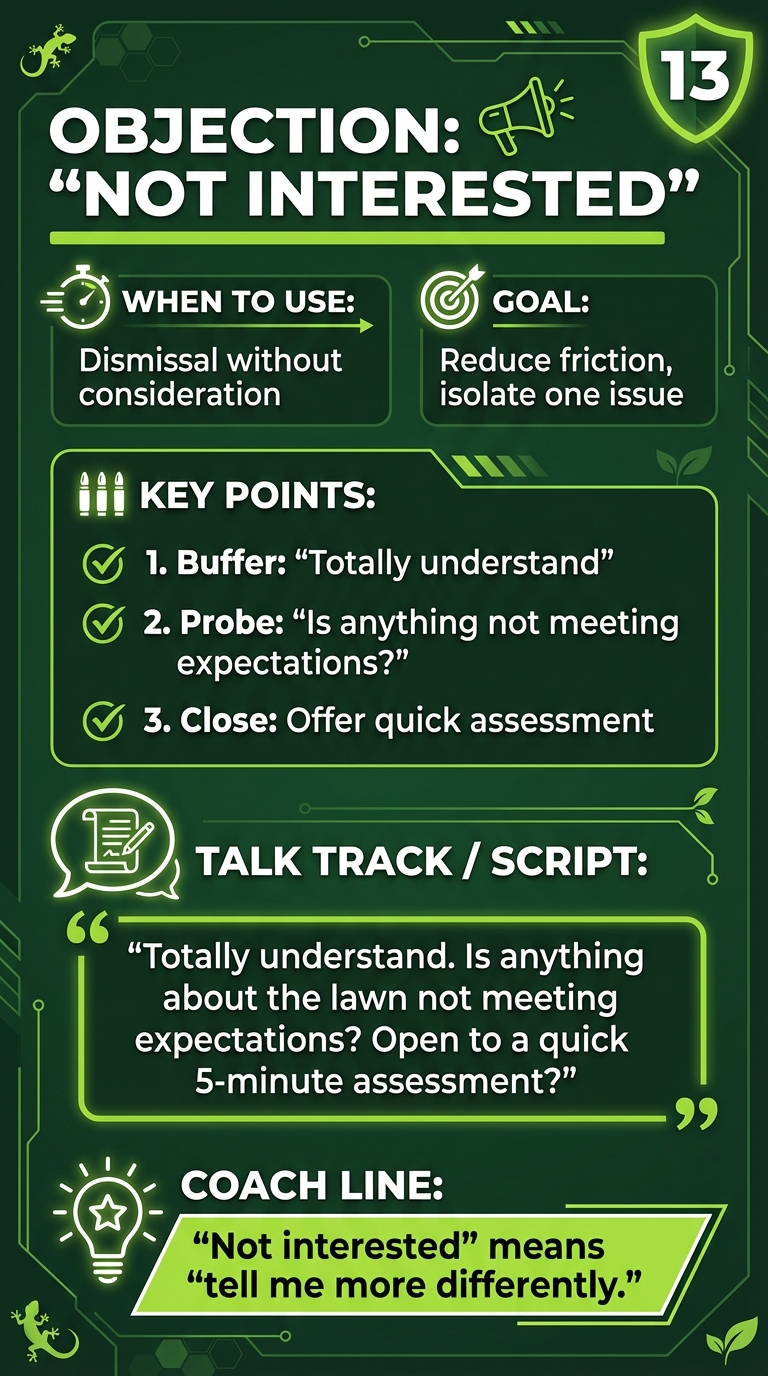 13
OBJECTION:
“NOT INTERESTED”
WHEN TO USE:
Dismissal without
consideration
GOAL:
Reduce friction,
isolate one issue
KEY POINTS:
1. Buffer: “Totally understand”
2. Probe: “Is anything not meeting
expectations?”
3. Close: Offer quick assessment
TALK TRACK / SCRIPT:
“Totally understand. Is anything
about the lawn not meeting
expectations? Open to a quick
5-minute assessment?”
COACH LINE:
“Not interested” means
“tell me more differently.”